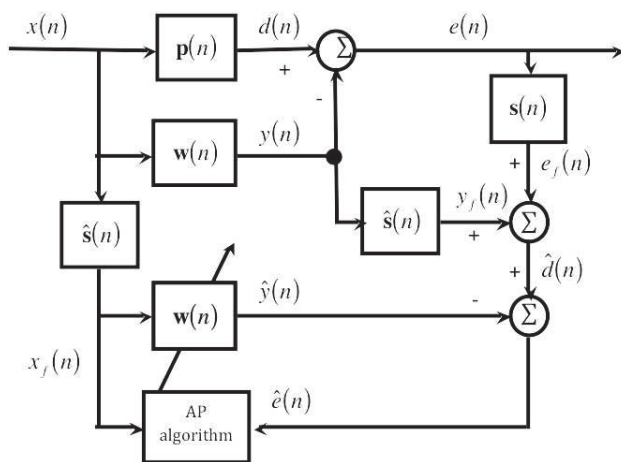 x(n)
p(n)
d(n)
+
Σ
e(n)
-
s(n)
w(n)
y(n)
+
e_f(n)
ŝ(n)
ŝ(n)
y_f(n)
+
Σ
+
d̂(n)
w(n)
ŷ(n)
-
Σ
x_f(n)
AP
algorithm
ê(n)